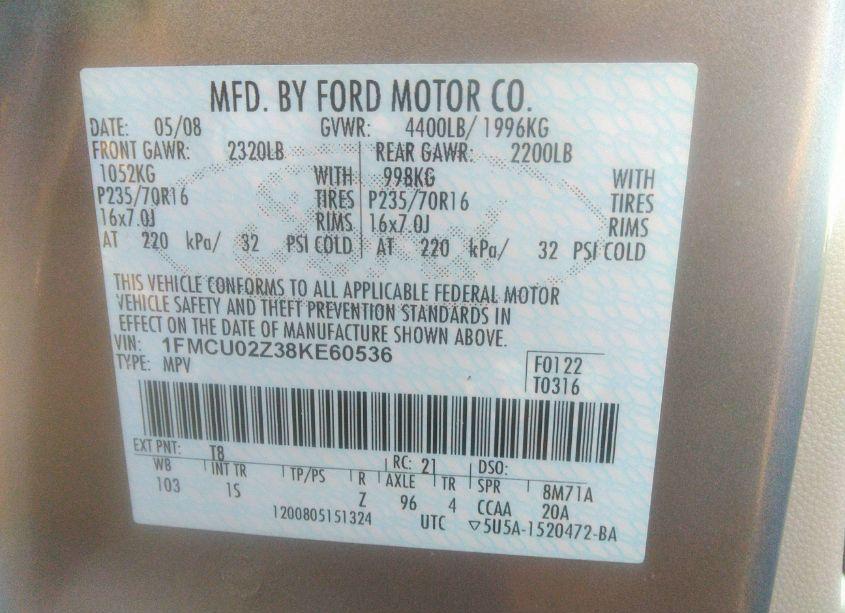 MFD. BY FORD MOTOR CO.
DATE: 05/08 GVWR: 4400LB/ 1996KG
FRONT GAWR: 2320LB REAR GAWR: 2200LB
1052KG WITH 998KG WITH
P235/70R16 TIRES P235/70R16 TIRES
16x7.0J RIMS 16x7.0J RIMS
AT 220 kPa/ 32 PSI COLD AT 220 kPa/ 32 PSI COLD
THIS VEHICLE CONFORMS TO ALL APPLICABLE FEDERAL MOTOR
VEHICLE SAFETY AND THEFT PREVENTION STANDARDS IN
EFFECT ON THE DATE OF MANUFACTURE SHOWN ABOVE.
VIN: 1FMCU02Z38KE60536
TYPE: MPV
F0122
T0316
EXT PNT: T8 RC: 21 DSO:
WB INT TR TP/PS R AXLE TR SPR 8M71A
103 1S Z 96 4 CCAA 20A
1200805151324 UTC ▽5U5A-1520472-BA